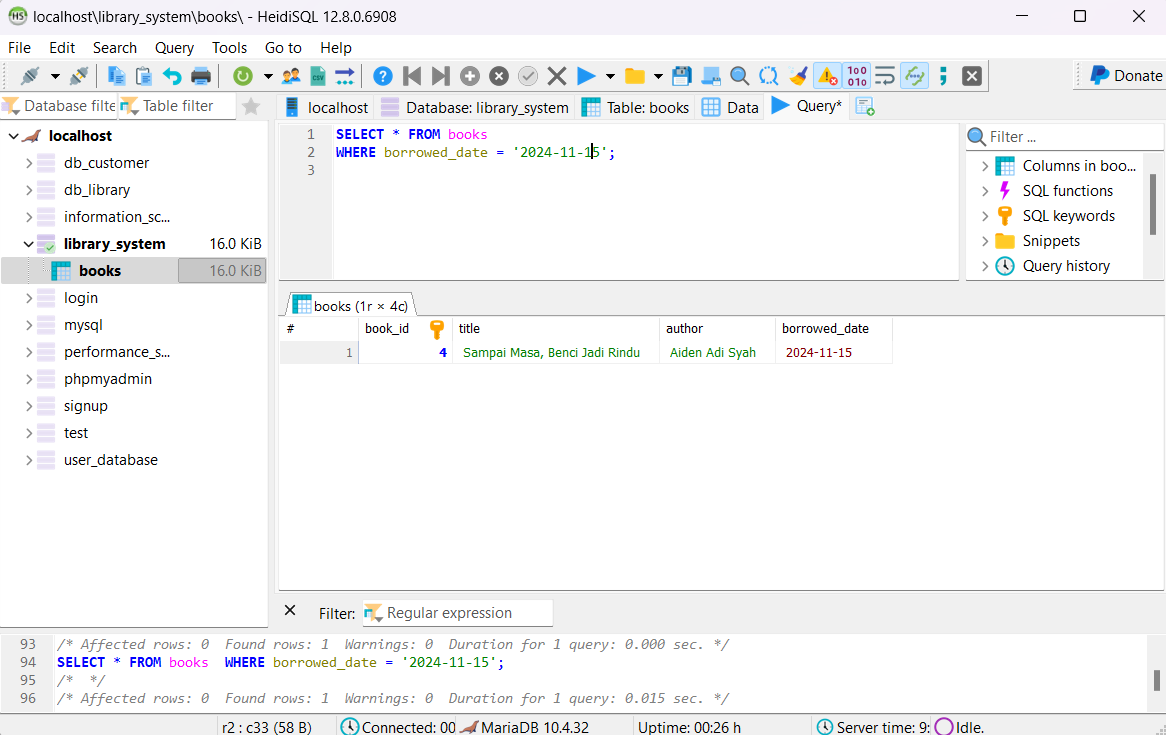 localhost\library_system\books\ - HeidiSQL 12.8.0.6908
File Edit Search Query Tools Go to Help
Donate
Database filte Table filter
localhost Database: library_system Table: books Data Query*
localhost
db_customer
db_library
information_sc...
library_system 16.0 KiB
books 16.0 KiB
login
mysql
performance_s...
phpmyadmin
signup
test
user_database
1 SELECT * FROM books
2 WHERE borrowed_date = '2024-11-15';
3
Filter ...
Columns in boo...
SQL functions
SQL keywords
Snippets
Query history
books (1r × 4c)
# book_id title author borrowed_date
1 4 Sampai Masa, Benci Jadi Rindu Aiden Adi Syah 2024-11-15
Filter: Regular expression
93 /* Affected rows: 0 Found rows: 1 Warnings: 0 Duration for 1 query: 0.000 sec. */
94 SELECT * FROM books WHERE borrowed_date = '2024-11-15';
95 /* */
96 /* Affected rows: 0 Found rows: 1 Warnings: 0 Duration for 1 query: 0.015 sec. */
r2 : c33 (58 B) Connected: 00 MariaDB 10.4.32 Uptime: 00:26 h Server time: 9: Idle.